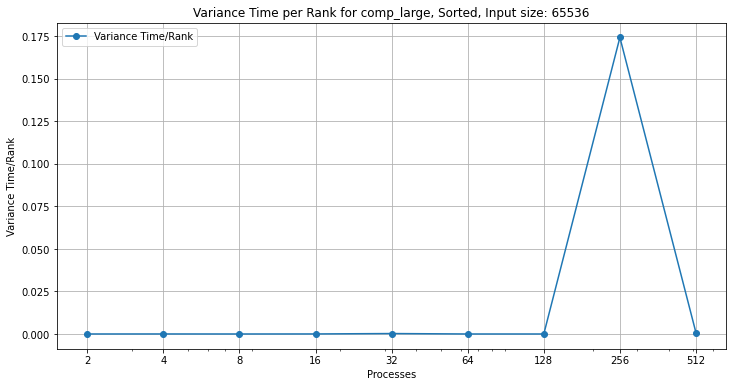 Variance Time per Rank for comp_large, Sorted, Input size: 65536
Variance Time/Rank
0.175
0.150
0.125
0.100
0.075
0.050
0.025
0.000
Variance Time/Rank
2 4 8 16 32 64 128 256 512
Processes